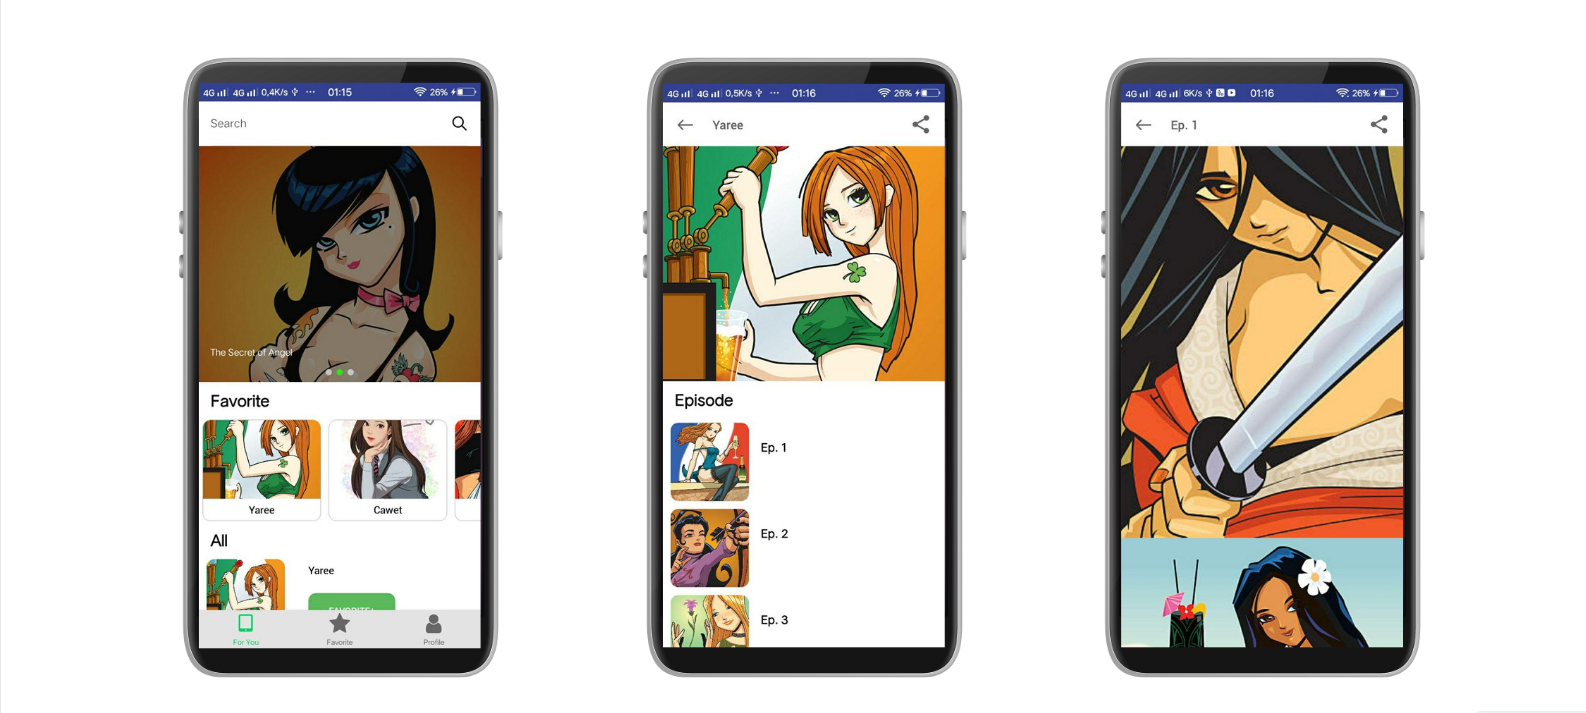 4G 4G 0,4K/s ··· 01:15 26%
Search
The Secret of Angel
Favorite
Yaree
Cawet
All
Yaree
FAVORITE+
For You
Favorite
Profile
4G 4G 0,5K/s ··· 01:16 26%
Yaree
Episode
Ep. 1
Ep. 2
Ep. 3
4G 4G 6K/s 01:16 26%
Ep. 1